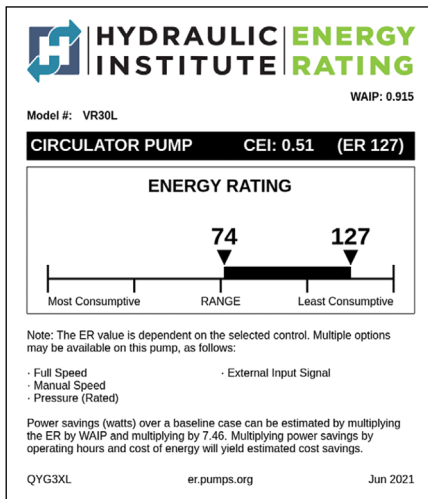 HYDRAULIC ENERGY
INSTITUTE RATING
WAIP: 0.915
Model #: VR30L
CIRCULATOR PUMP CEI: 0.51 (ER 127)
ENERGY RATING
74 127
Most Consumptive RANGE Least Consumptive
Note: The ER value is dependent on the selected control. Multiple options
may be available on this pump, as follows:
· Full Speed · External Input Signal
· Manual Speed
· Pressure (Rated)
Power savings (watts) over a baseline case can be estimated by multiplying
the ER by WAIP and multiplying by 7.46. Multiplying power savings by
operating hours and cost of energy will yield estimated cost savings.
QYG3XL er.pumps.org Jun 2021